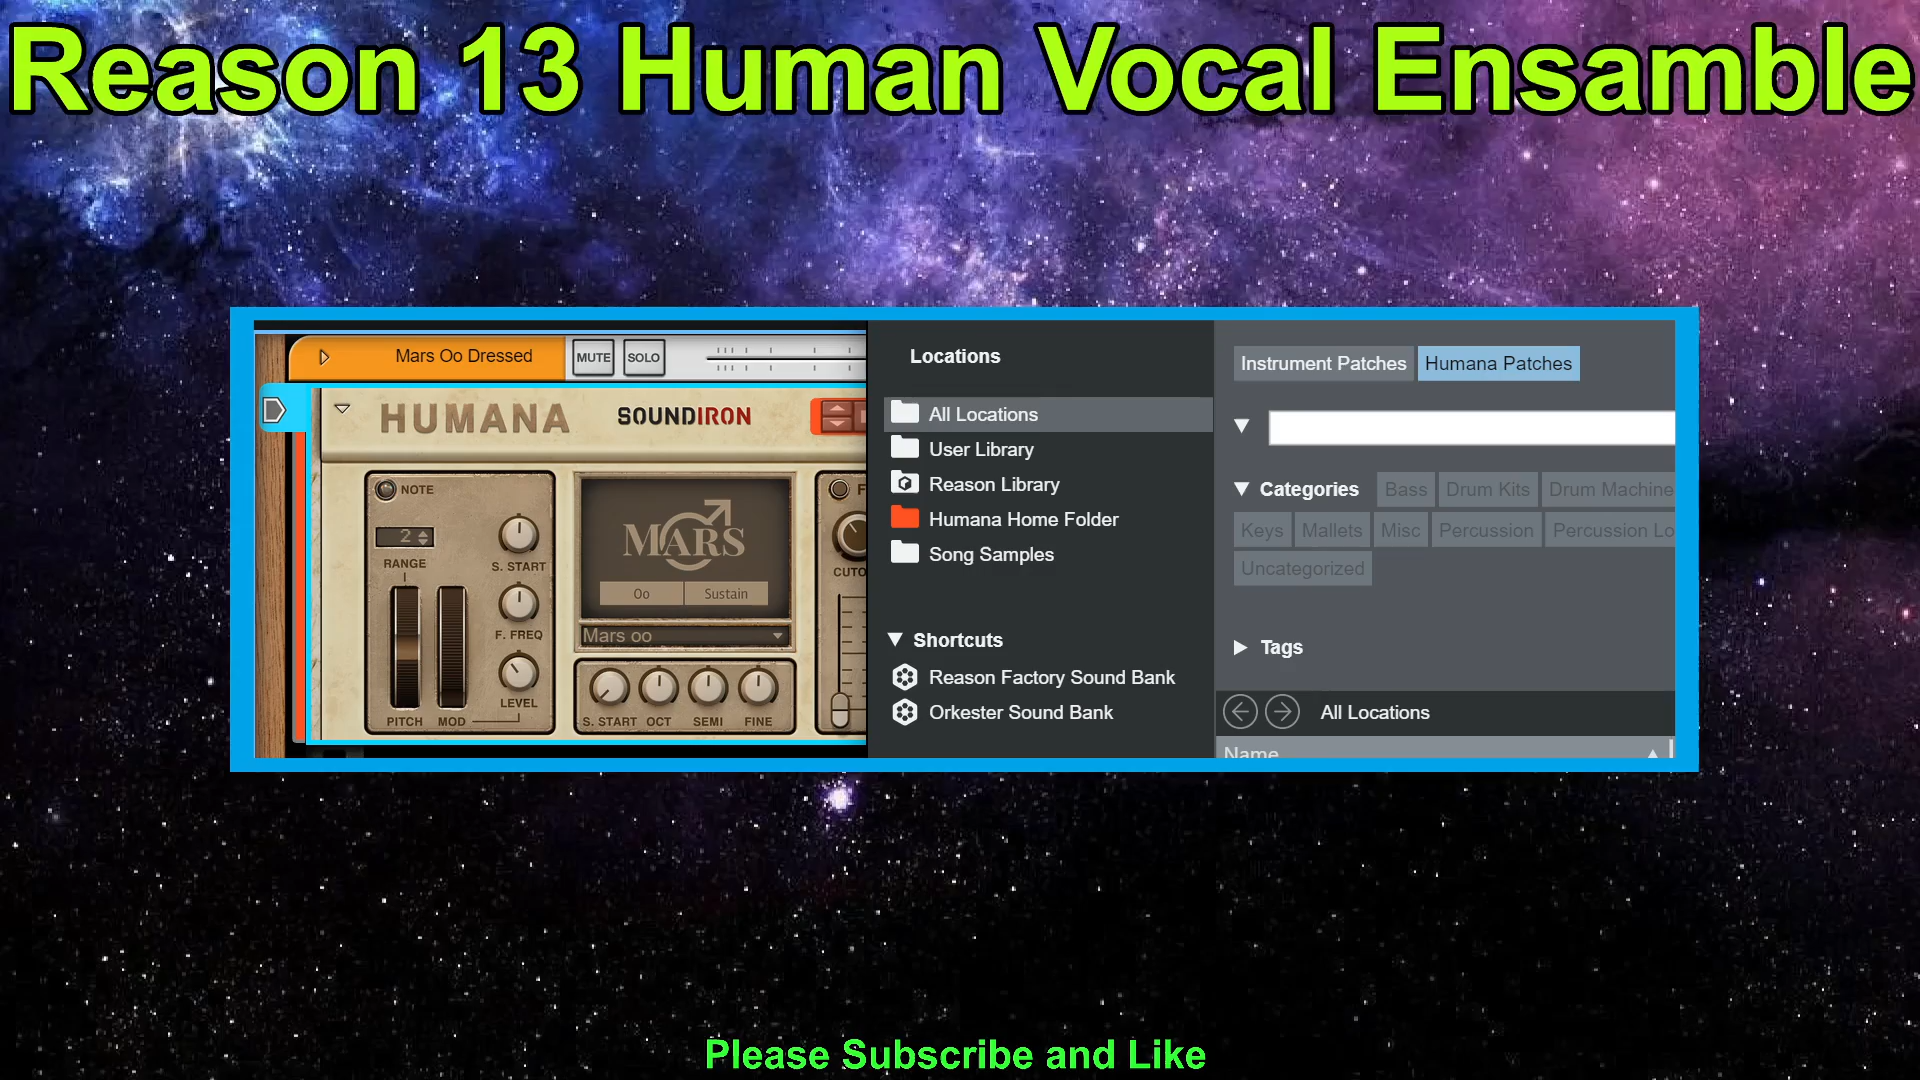 Reason 13 Human Vocal Ensamble
Mars Oo Dressed
MUTE
SOLO
HUMANA
SOUNDIRON
NOTE
2
RANGE
S. START
F. FREQ
LEVEL
PITCH
MOD
MARS
Oo
Sustain
Mars oo
S. START
OCT
SEMI
FINE
F
CUTO
Locations
All Locations
User Library
Reason Library
Humana Home Folder
Song Samples
Shortcuts
Reason Factory Sound Bank
Orkester Sound Bank
Instrument Patches
Humana Patches
Categories
Bass
Drum Kits
Drum Machine
Keys
Mallets
Misc
Percussion
Percussion Lo
Uncategorized
Tags
All Locations
Name
Please Subscribe and Like